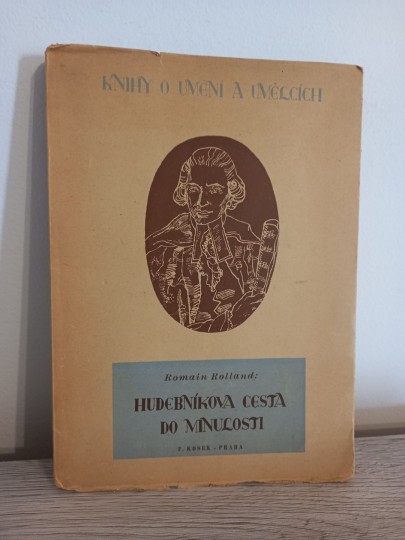 KNIHY O UMĚNÍ A UMĚLCÍCH
Romain Rolland:
HUDEBNÍKOVA CESTA
DO MINULOSTI
F. KOSEK – PRAHA